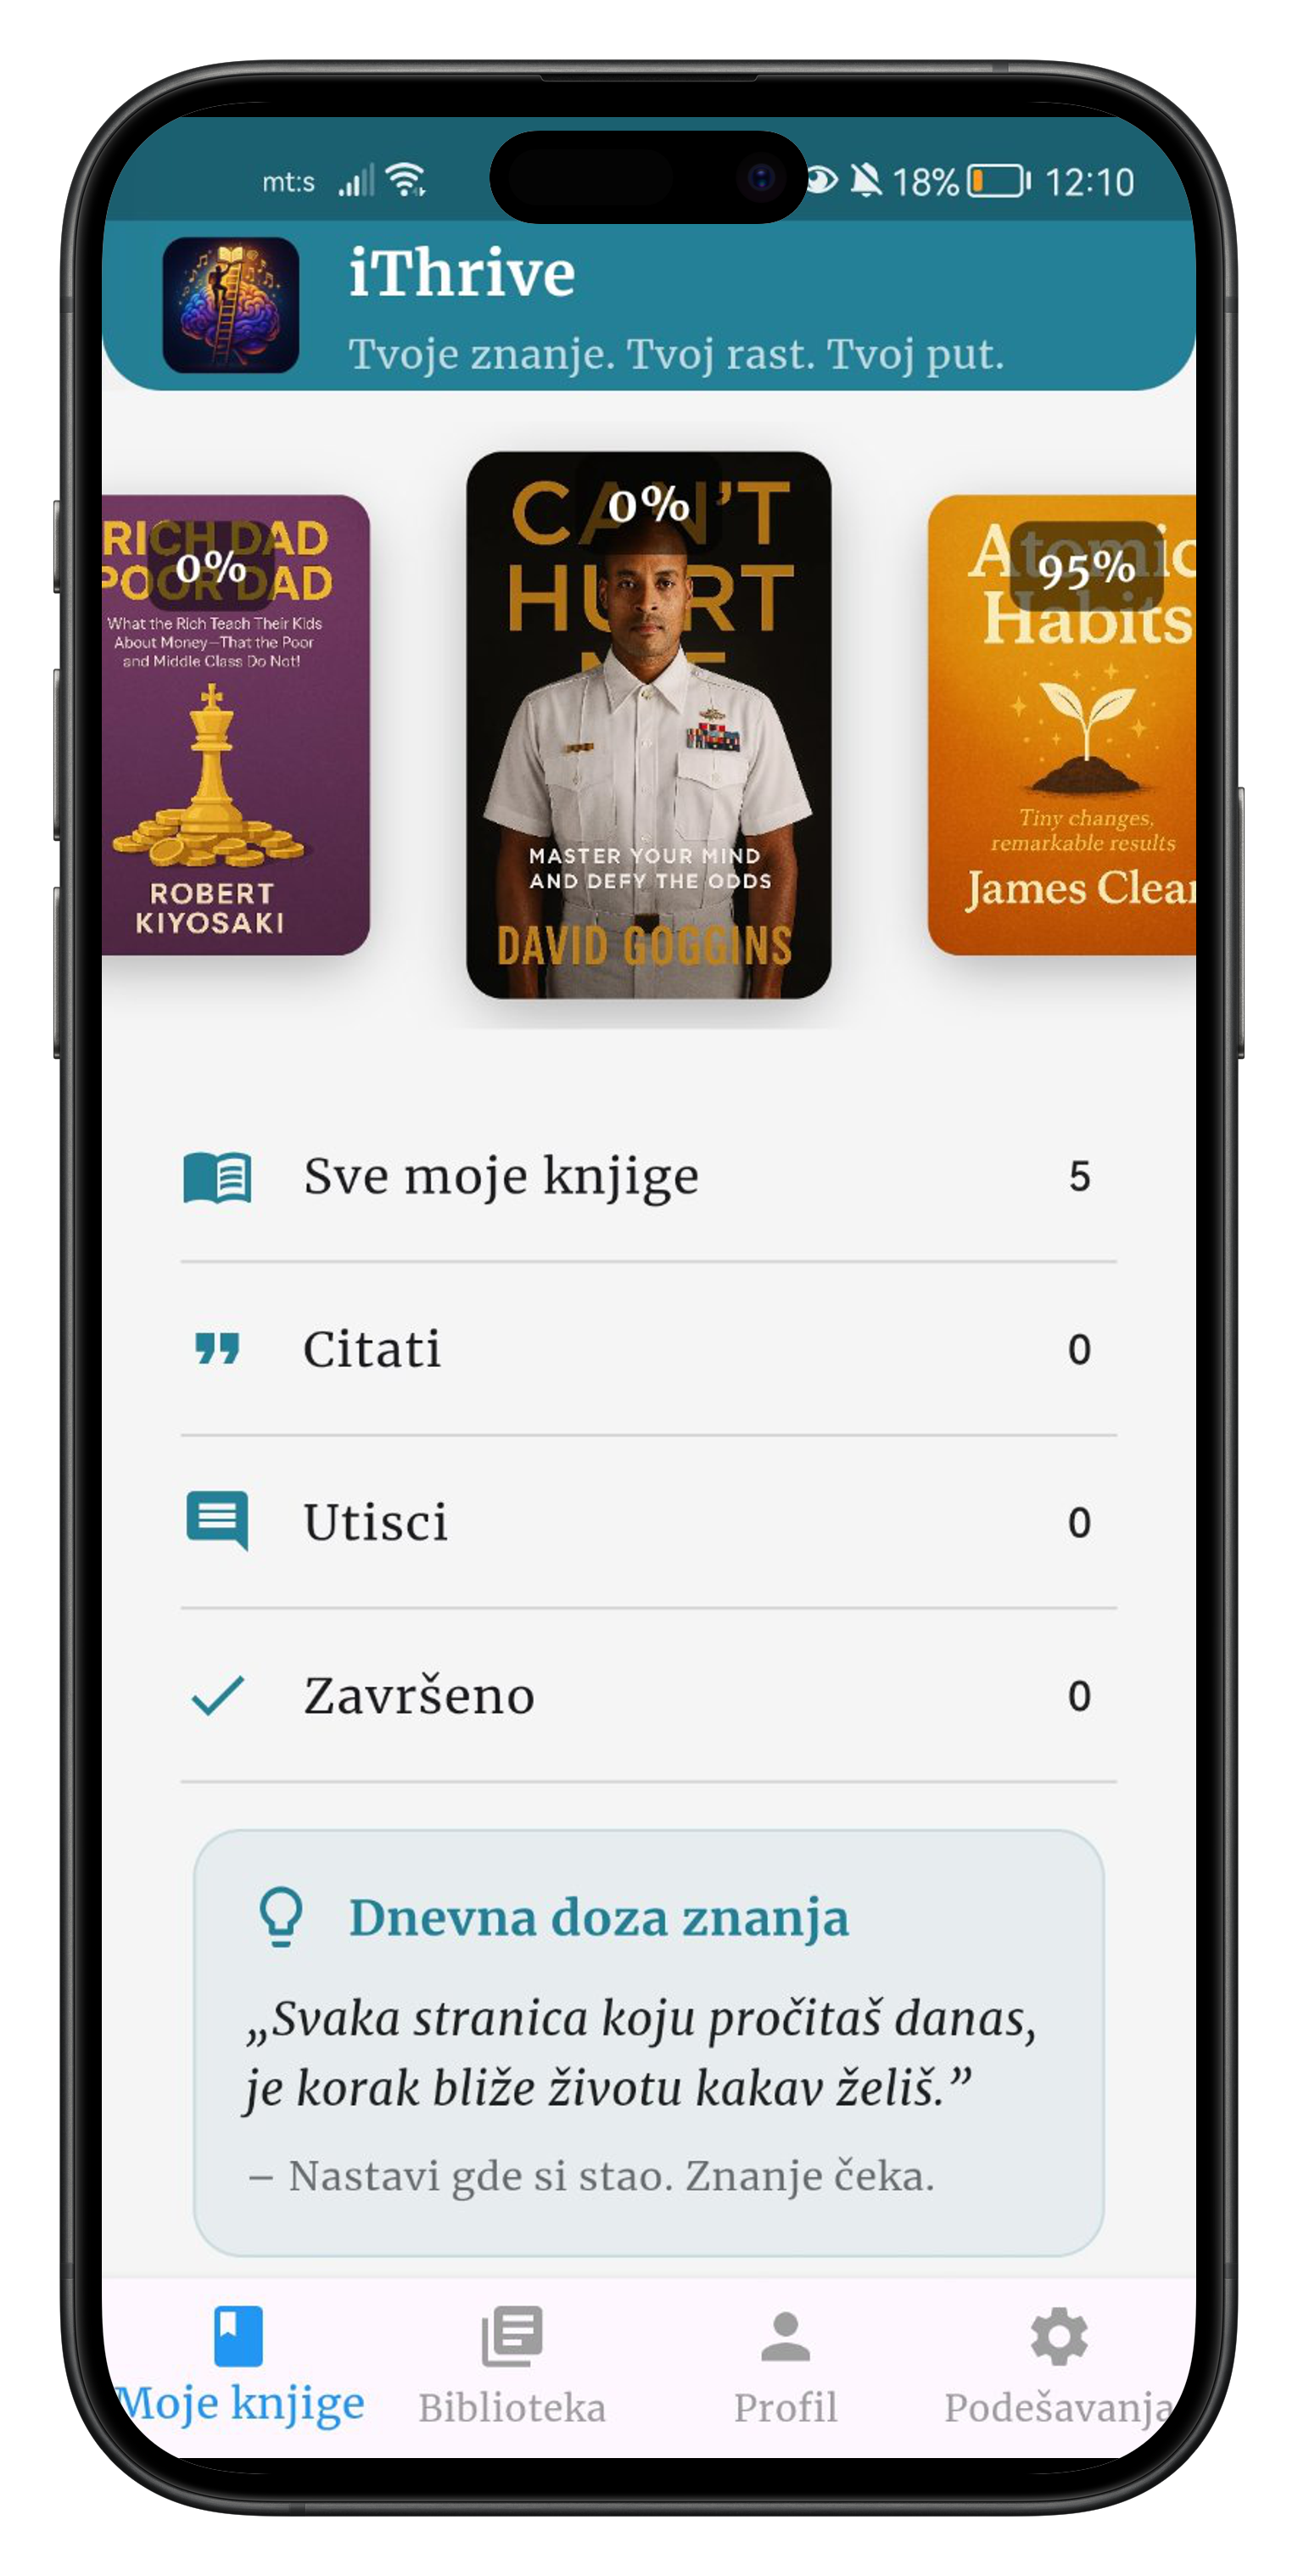 mt:s 18% 12:10
iThrive
Tvoje znanje. Tvoj rast. Tvoj put.
RICH DAD
POOR DAD
0%
What the Rich Teach Their Kids
About Money—That the Poor
and Middle Class Do Not!
ROBERT
KIYOSAKI
CAN'T
0%
HURT
ME
MASTER YOUR MIND
AND DEFY THE ODDS
DAVID GOGGINS
Atomic
95%
Habits
Tiny changes,
remarkable results
James Clear
Sve moje knjige 5
Citati 0
Utisci 0
Završeno 0
Dnevna doza znanja
„Svaka stranica koju pročitaš danas,
je korak bliže životu kakav želiš.”
– Nastavi gde si stao. Znanje čeka.
Moje knjige Biblioteka Profil Podešavanja